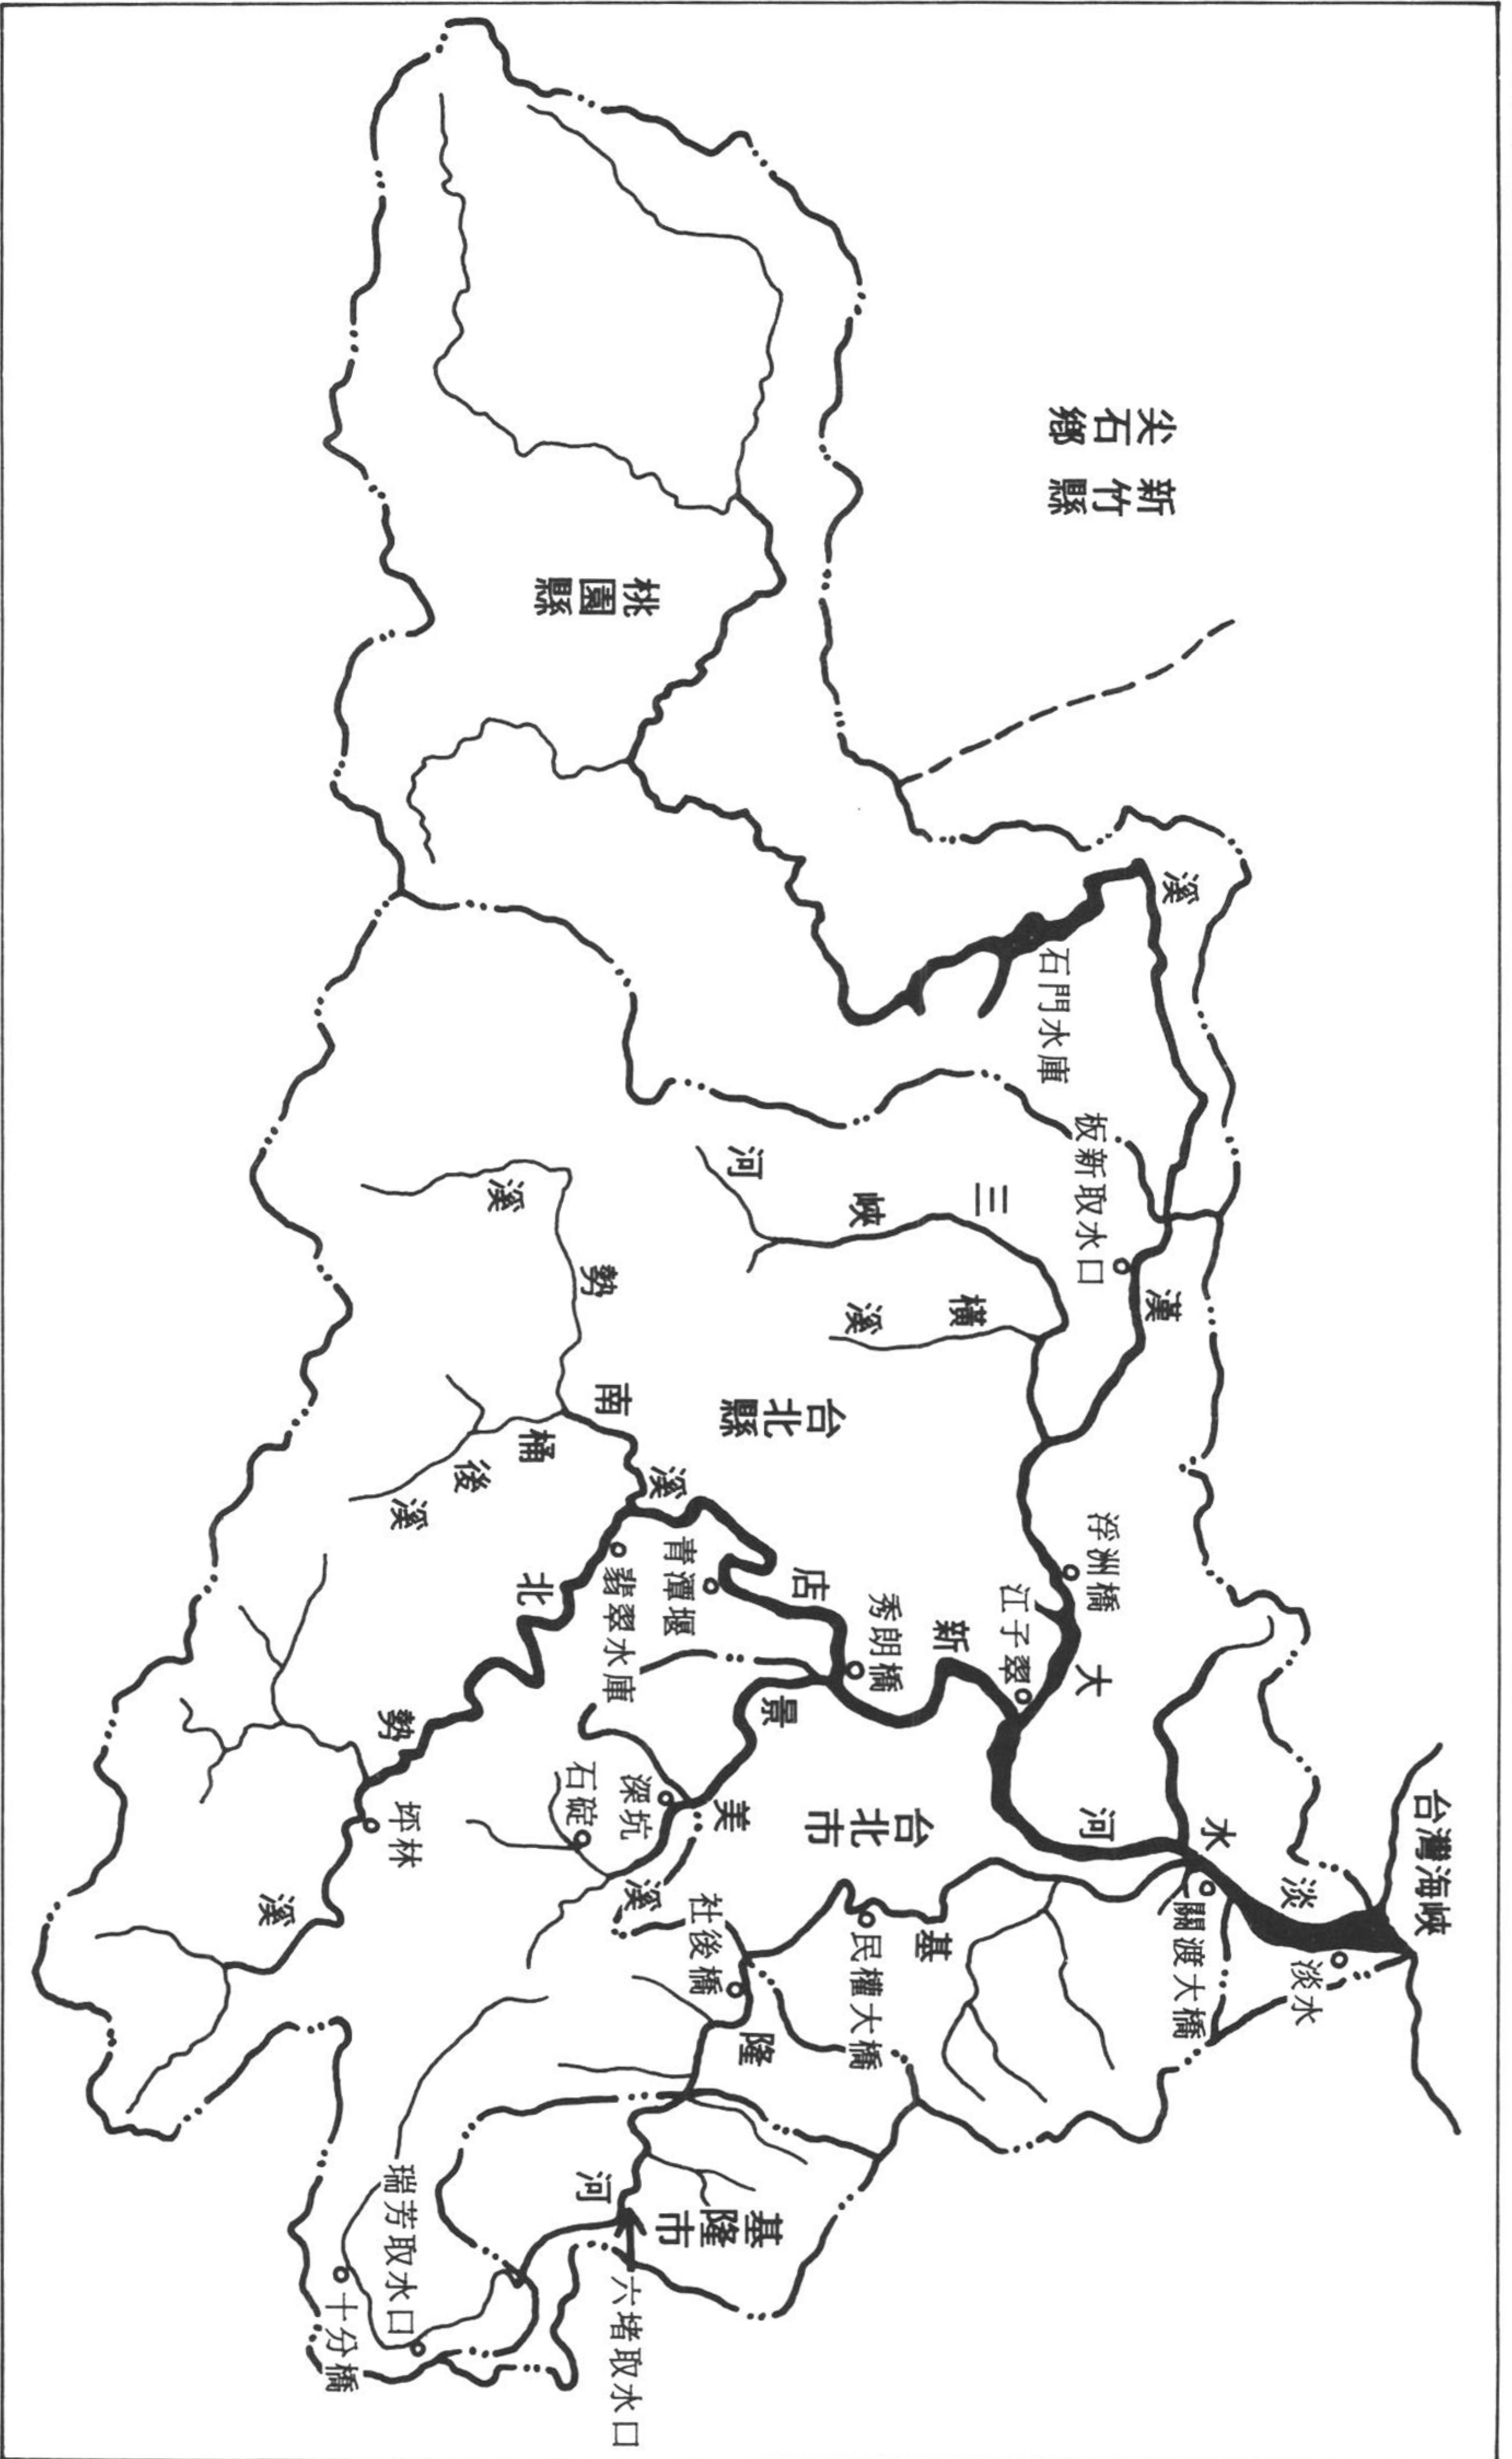 台灣海峽
淡水
淡水河
關渡大橋
基隆河
民權大橋
社後橋
基隆市
六堵取水口
瑞芳取水口
十分橋
台北市
大漢溪
江子翠
浮洲橋
新店溪
秀朗橋
青潭堰
翡翠水庫
景美溪
深坑
石碇
北勢溪
坪林
南勢溪
桶後溪
台北縣
三峽河
橫溪
板新取水口
石門水庫
桃園縣
新竹縣
尖石鄉